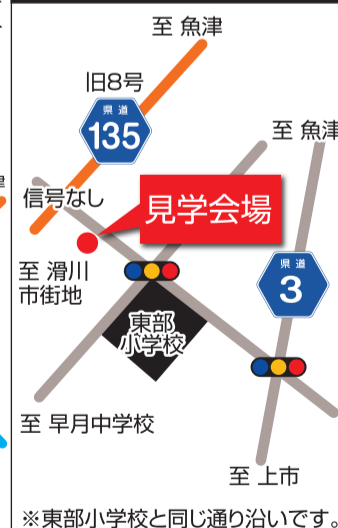 至 魚津
旧8号
県道
135
至 魚津
信号なし
見学会場
至 滑川
市街地
県道
3
東部
小学校
至 早月中学校
至 上市
※東部小学校と同じ通り沿いです。